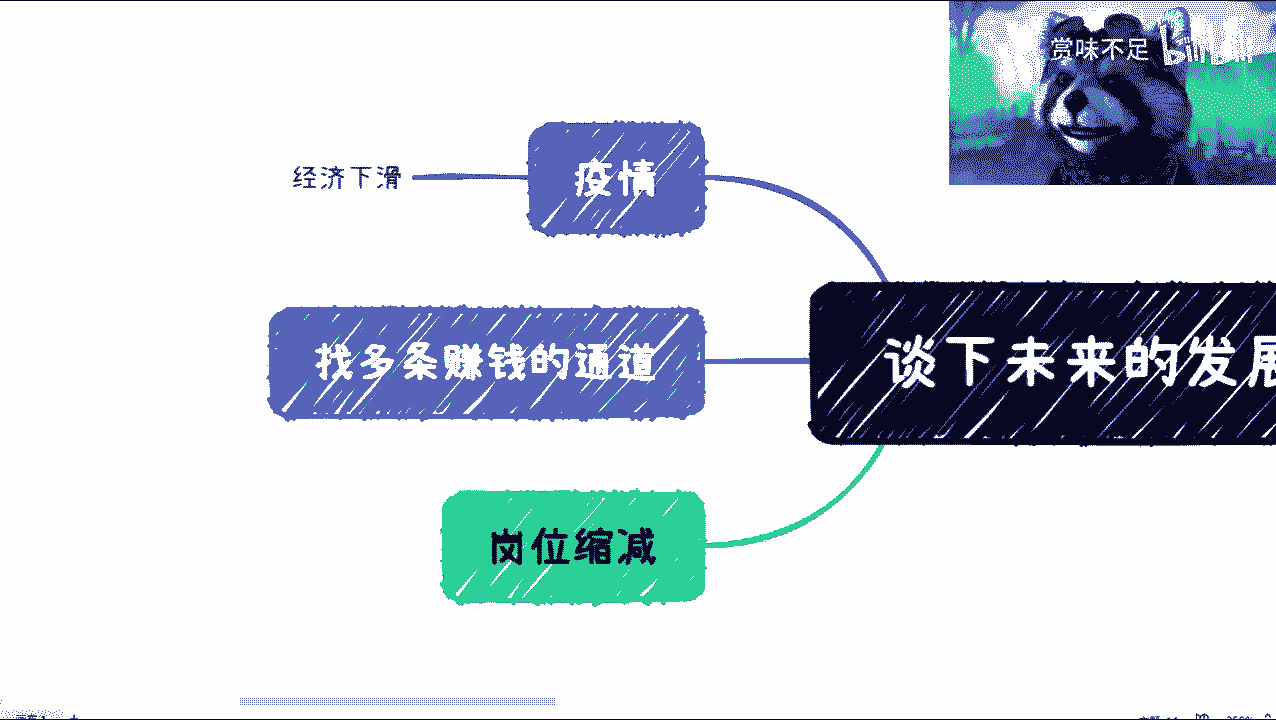 赏味不足 bilibili
疫情
经济下滑
找多条赚钱的通道
谈下未来的发展
岗位缩减